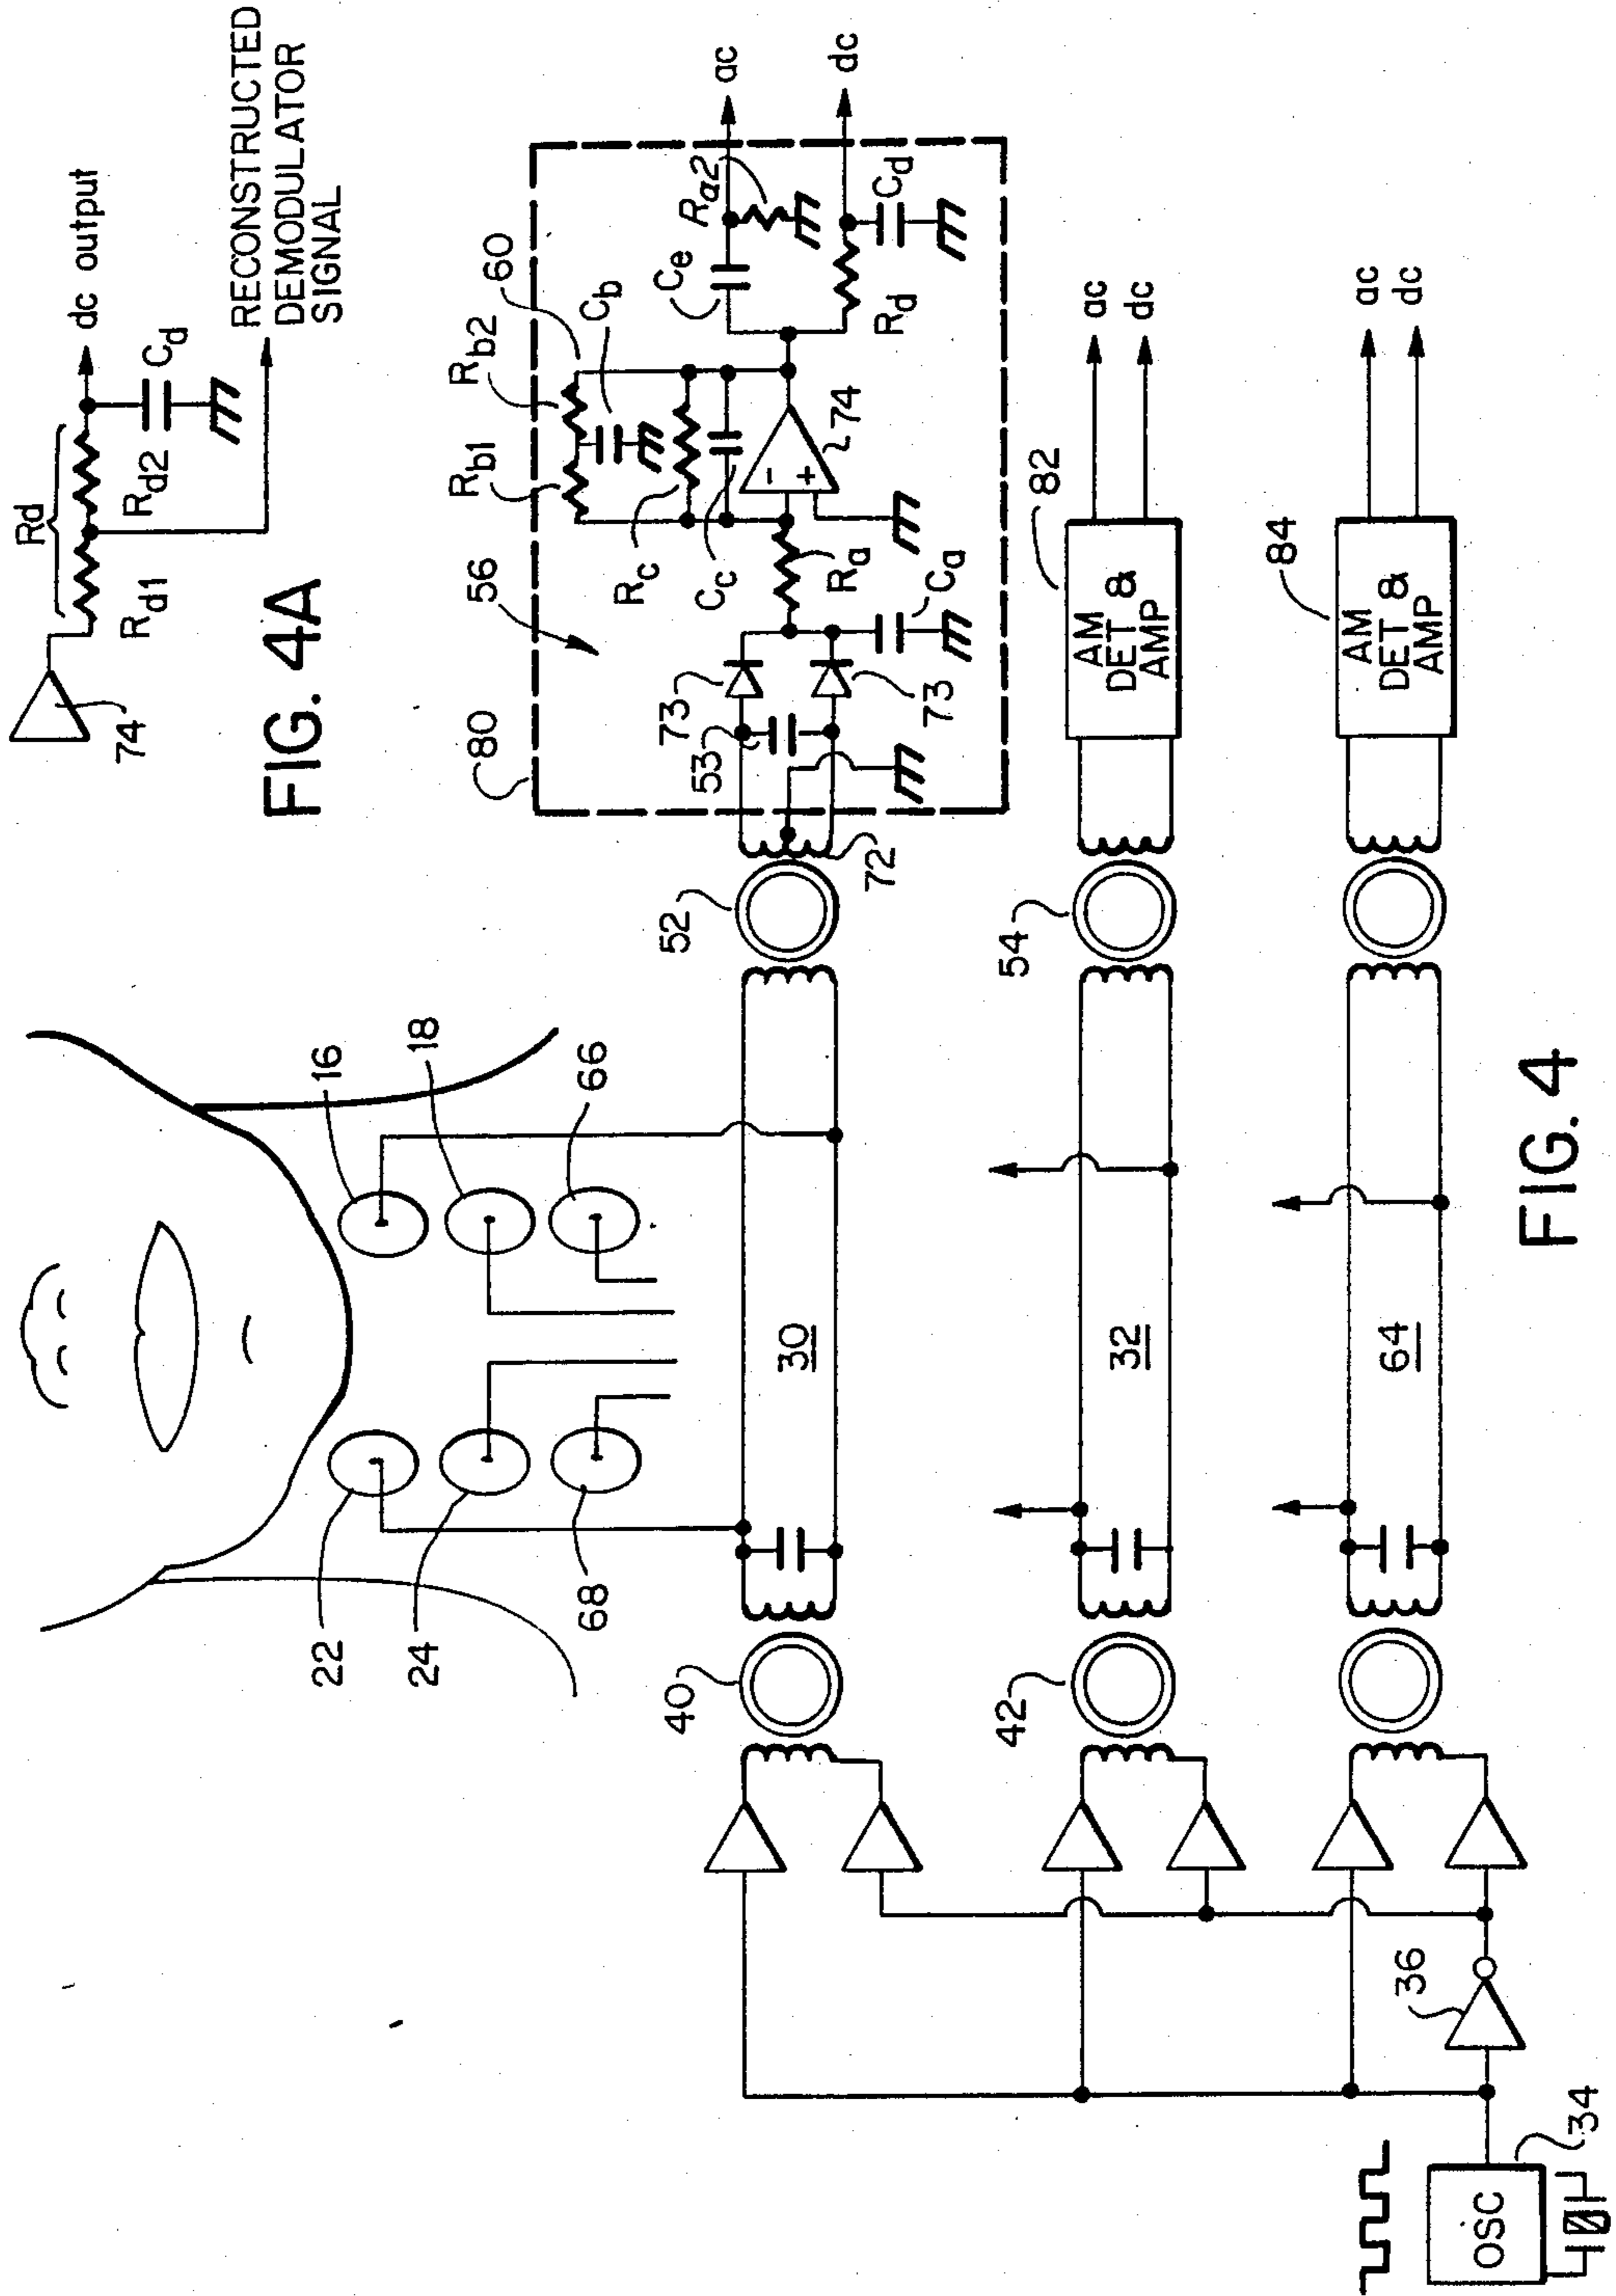 74
Rd
Rd1
Rd2
Cd
dc output
RECONSTRUCTED
DEMODULATOR
SIGNAL
FIG. 4A
22
24
68
16
18
66
80
56
60
Rb1
Rb2
Cb
Rc
Cc
73
53
73
Ra
Ca
-
+
74
Ce
Ra2
Rd
Cd
ac
dc
40
30
52
72
42
32
54
82
AM
DET &
AMP
ac
dc
64
84
AM
DET &
AMP
ac
dc
36
OSC
34
FIG. 4